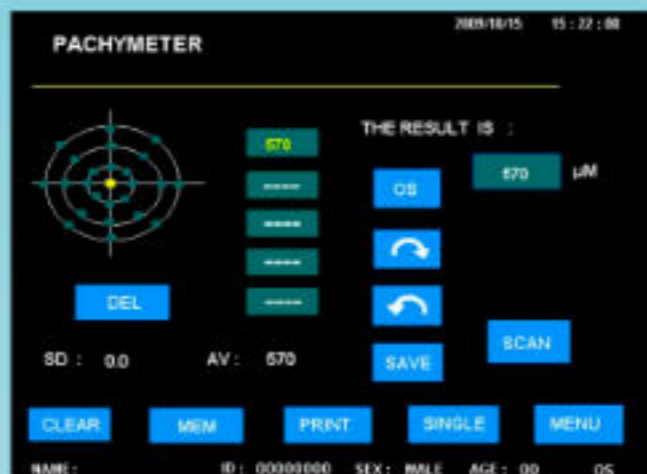 2009/10/15 15:22:00
PACHYMETER
THE RESULT IS :
570
570 μM
----
OS
----
----
DEL
----
SCAN
SD : 0.0 AV : 570
SAVE
CLEAR MEM PRINT SINGLE MENU
NAME: ID: 00000000 SEX: MALE AGE: 00 OS